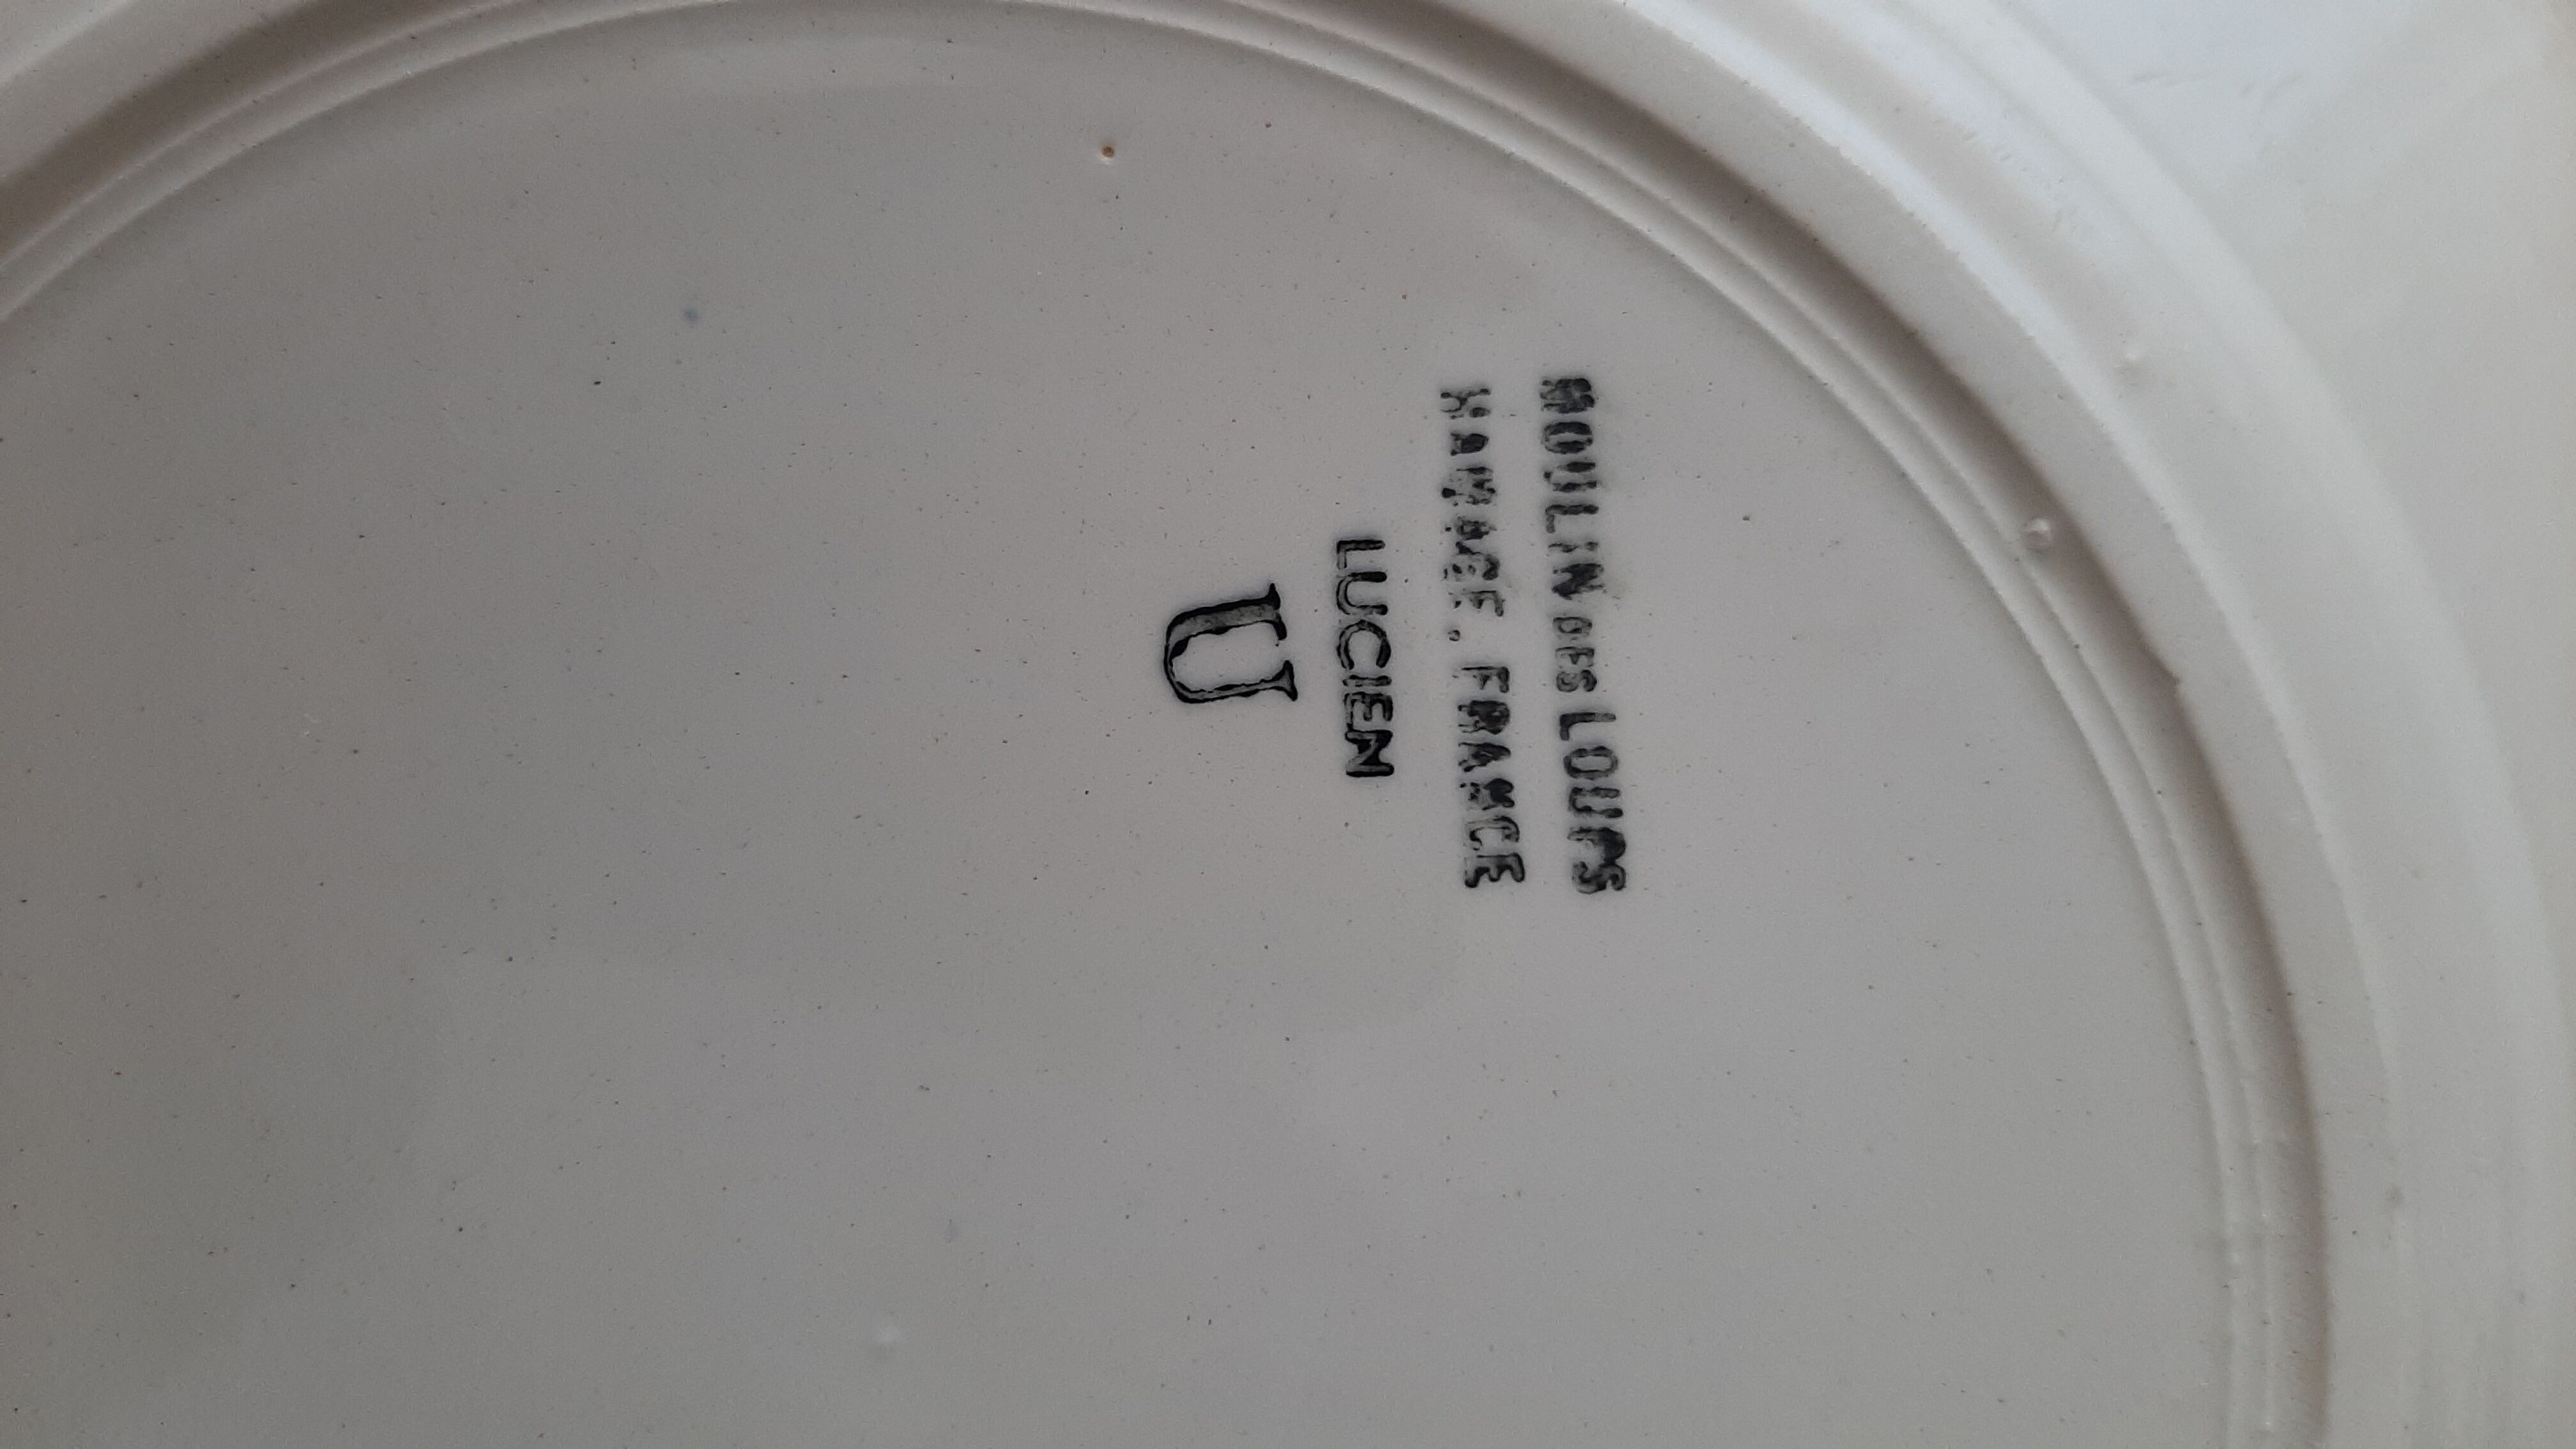 MOULIN DES LOUPS
HAMAGE. FRANCE
LUCIEN
U